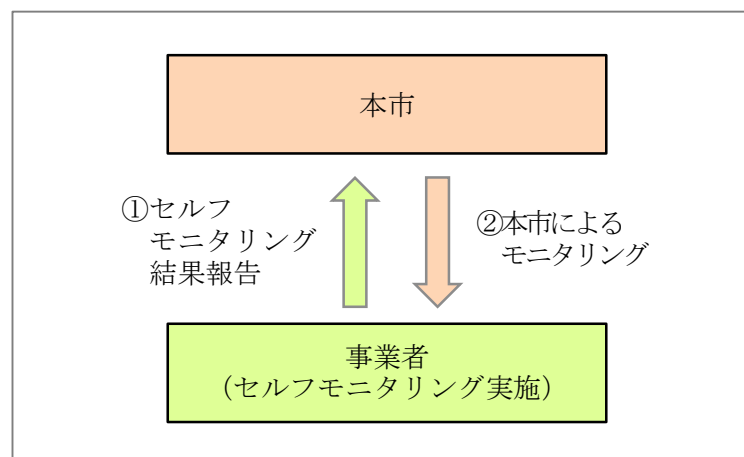 本市
①セルフ
モニタリング
結果報告
②本市による
モニタリング
事業者
（セルフモニタリング実施）